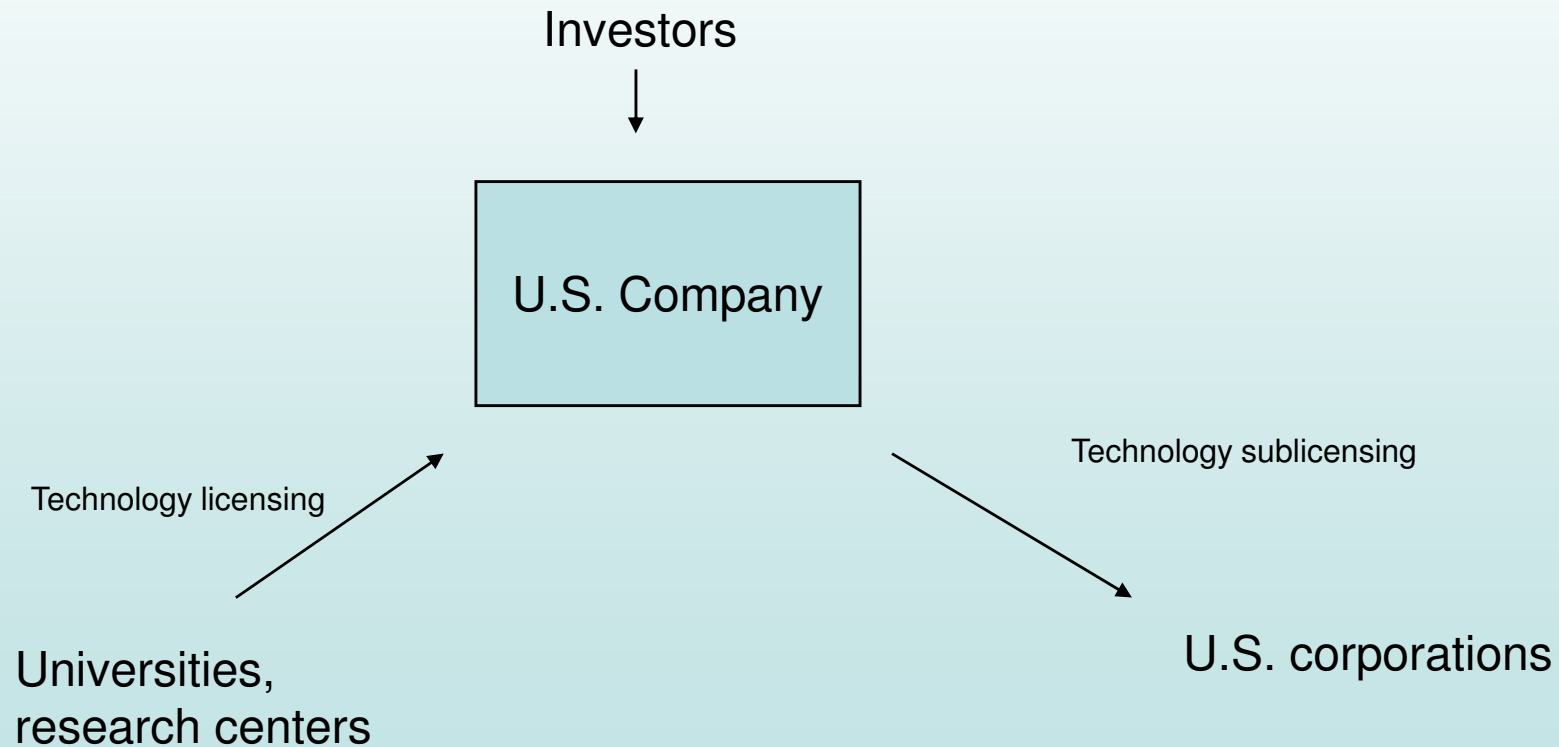 Investors
U.S. Company
Technology sublicensing
Technology licensing
U.S. corporations
Universities,
research centers